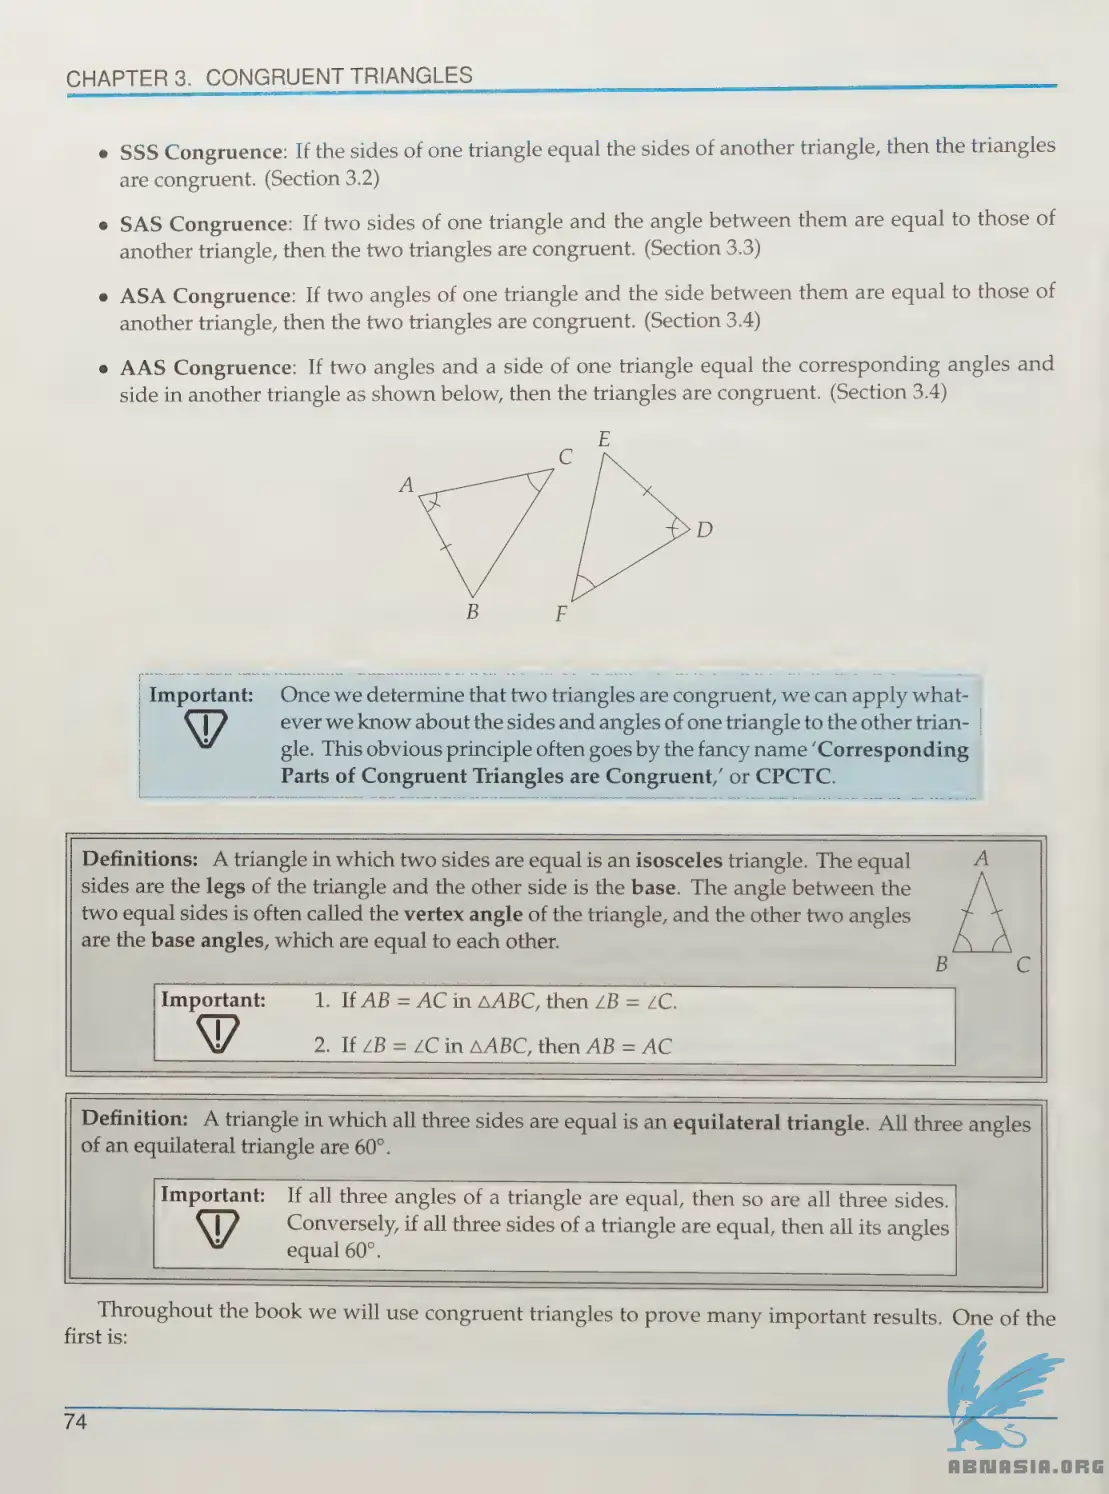 CHAPTER 3. CONGRUENT TRIANGLES
• SSS Congruence: If the sides of one triangle equal the sides of another triangle, then the triangles
are congruent. (Section 3.2)
• SAS Congruence: If two sides of one triangle and the angle between them are equal to those of
another triangle, then the two triangles are congruent. (Section 3.3)
• ASA Congruence: If two angles of one triangle and the side between them are equal to those of
another triangle, then the two triangles are congruent. (Section 3.4)
• AAS Congruence: If two angles and a side of one triangle equal the corresponding angles and
side in another triangle as shown below, then the triangles are congruent. (Section 3.4)
E
C
A
D
B
F
Important: Once we determine that two triangles are congruent, we can apply what-
ever we know about the sides and angles of one triangle to the other trian-
gle. This obvious principle often goes by the fancy name 'Corresponding
Parts of Congruent Triangles are Congruent,' or CPCTC.
Definitions: A triangle in which two sides are equal is an isosceles triangle. The equal
sides are the legs of the triangle and the other side is the base. The angle between the
two equal sides is often called the vertex angle of the triangle, and the other two angles
are the base angles, which are equal to each other.
A
B C
Important: 1. If AB = AC in △ABC, then ∠B = ∠C.
2. If ∠B = ∠C in △ABC, then AB = AC
Definition: A triangle in which all three sides are equal is an equilateral triangle. All three angles
of an equilateral triangle are 60°.
Important: If all three angles of a triangle are equal, then so are all three sides.
Conversely, if all three sides of a triangle are equal, then all its angles
equal 60°.
Throughout the book we will use congruent triangles to prove many important results. One of the
first is:
74
ABNASIA.ORG